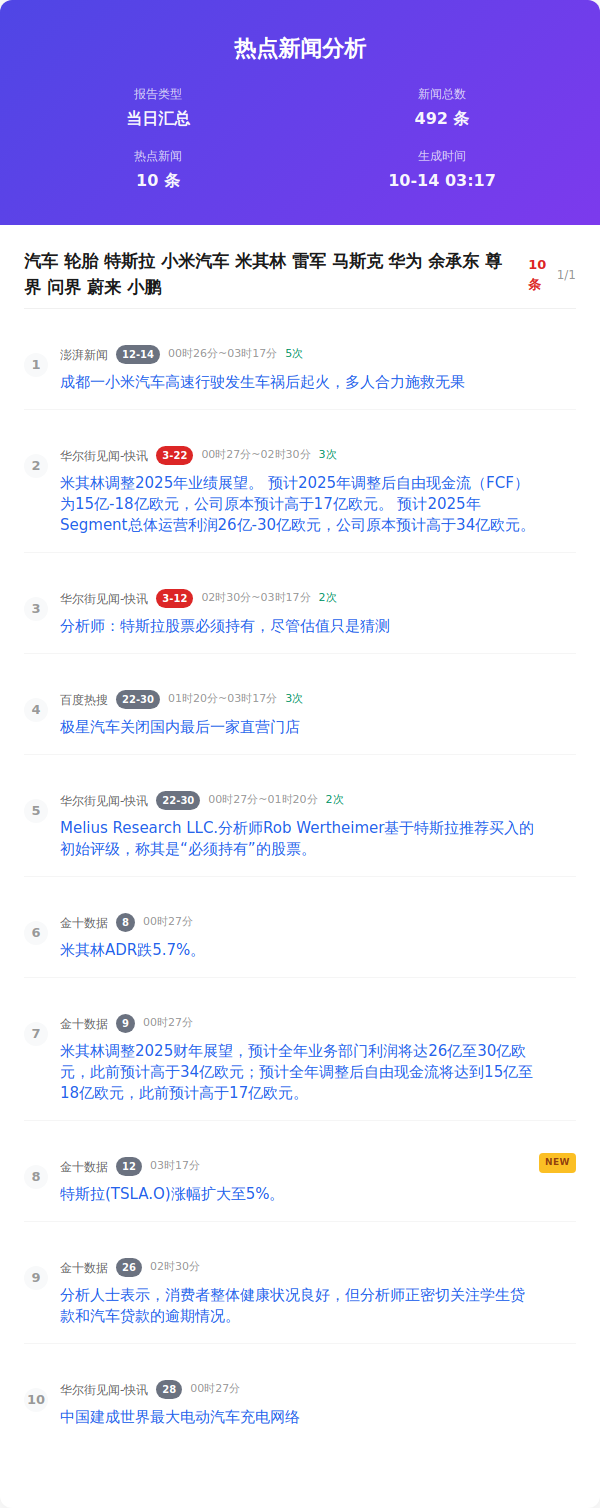 热点新闻分析
报告类型
当日汇总
新闻总数
492 条
热点新闻
10 条
生成时间
10-14 03:17
汽车 轮胎 特斯拉 小米汽车 米其林 雷军 马斯克 华为 余承东 尊
界 问界 蔚来 小鹏
10
条
1/1
1
澎湃新闻 12-14 00时26分~03时17分 5次
成都一小米汽车高速行驶发生车祸后起火，多人合力施救无果
2
华尔街见闻-快讯 3-22 00时27分~02时30分 3次
米其林调整2025年业绩展望。 预计2025年调整后自由现金流（FCF）
为15亿-18亿欧元，公司原本预计高于17亿欧元。 预计2025年
Segment总体运营利润26亿-30亿欧元，公司原本预计高于34亿欧元。
3
华尔街见闻-快讯 3-12 02时30分~03时17分 2次
分析师：特斯拉股票必须持有，尽管估值只是猜测
4
百度热搜 22-30 01时20分~03时17分 3次
极星汽车关闭国内最后一家直营门店
5
华尔街见闻-快讯 22-30 00时27分~01时20分 2次
Melius Research LLC.分析师Rob Wertheimer基于特斯拉推荐买入的
初始评级，称其是“必须持有”的股票。
6
金十数据 8 00时27分
米其林ADR跌5.7%。
7
金十数据 9 00时27分
米其林调整2025财年展望，预计全年业务部门利润将达26亿至30亿欧
元，此前预计高于34亿欧元；预计全年调整后自由现金流将达到15亿至
18亿欧元，此前预计高于17亿欧元。
8
金十数据 12 03时17分
NEW
特斯拉(TSLA.O)涨幅扩大至5%。
9
金十数据 26 02时30分
分析人士表示，消费者整体健康状况良好，但分析师正密切关注学生贷
款和汽车贷款的逾期情况。
10
华尔街见闻-快讯 28 00时27分
中国建成世界最大电动汽车充电网络